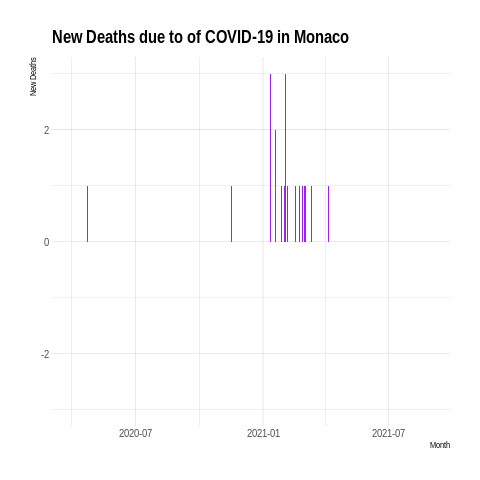 New Deaths due to of COVID-19 in Monaco
New Deaths
2
0
-2
2020-07
2021-01
2021-07
Month